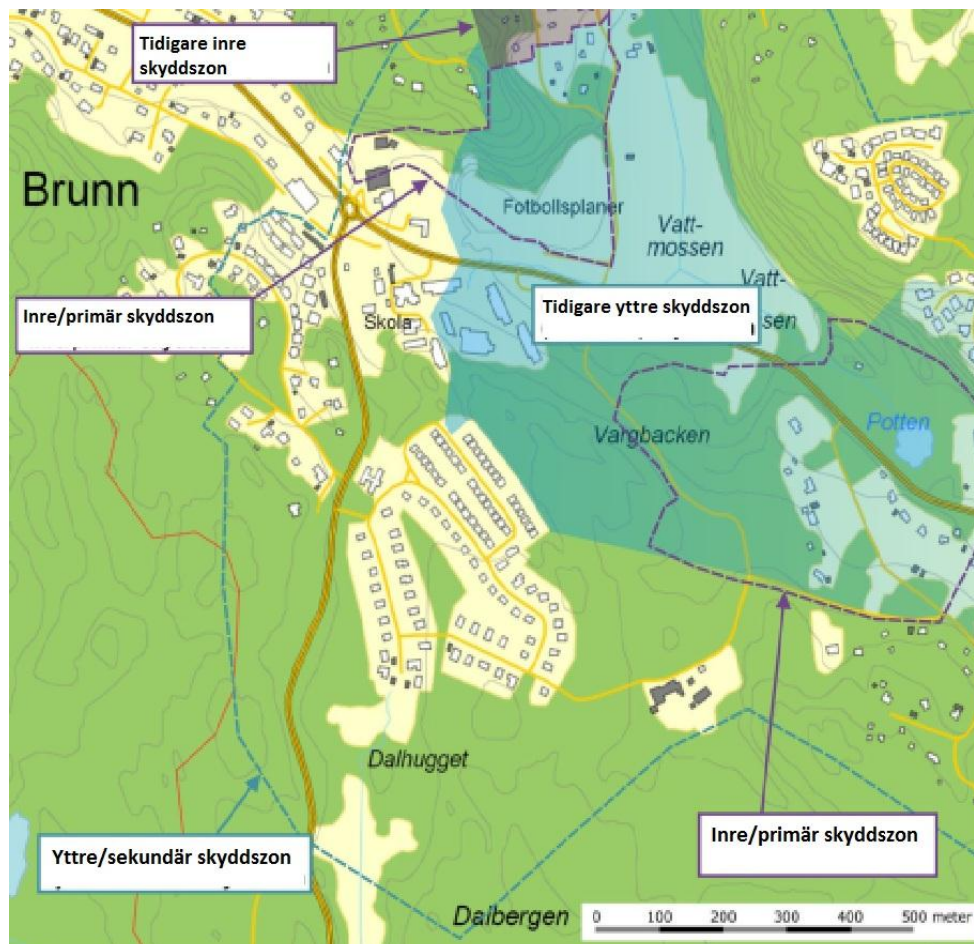 Tidigare inre
skyddszon
Brunn
Fotbollsplaner
Vatt-
mossen
Vatt-
sen
Inre/primär skyddszon
Tidigare yttre skyddszon
Skola
Vargbacken
Potten
Dalhugget
Yttre/sekundär skyddszon
Inre/primär skyddszon
Dalbergen
0 100 200 300 400 500 meter